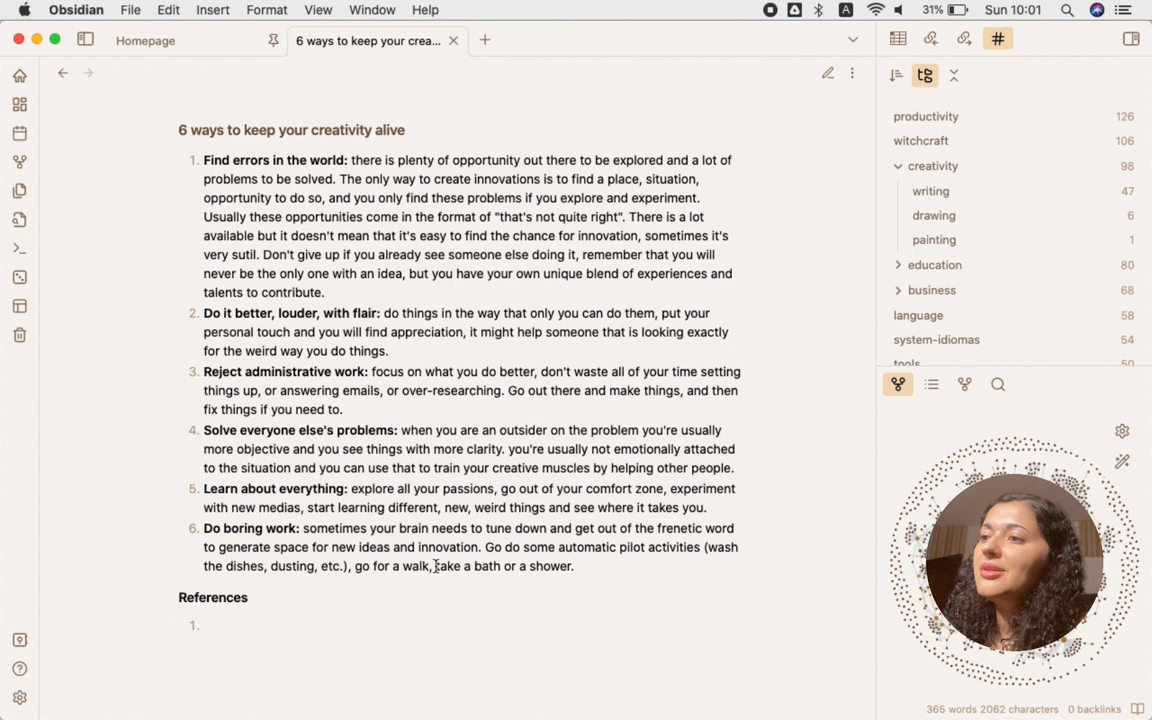 Obsidian File Edit Insert Format View Window Help A 31% Sun 10:01
Homepage 6 ways to keep your crea...
6 ways to keep your creativity alive
1. Find errors in the world: there is plenty of opportunity out there to be explored and a lot of
problems to be solved. The only way to create innovations is to find a place, situation,
opportunity to do so, and you only find these problems if you explore and experiment.
Usually these opportunities come in the format of "that's not quite right". There is a lot
available but it doesn't mean that it's easy to find the chance for innovation, sometimes it's
very sutil. Don't give up if you already see someone else doing it, remember that you will
never be the only one with an idea, but you have your own unique blend of experiences and
talents to contribute.
2. Do it better, louder, with flair: do things in the way that only you can do them, put your
personal touch and you will find appreciation, it might help someone that is looking exactly
for the weird way you do things.
3. Reject administrative work: focus on what you do better, don't waste all of your time setting
things up, or answering emails, or over-researching. Go out there and make things, and then
fix things if you need to.
4. Solve everyone else's problems: when you are an outsider on the problem you're usually
more objective and you see things with more clarity. you're usually not emotionally attached
to the situation and you can use that to train your creative muscles by helping other people.
5. Learn about everything: explore all your passions, go out of your comfort zone, experiment
with new medias, start learning different, new, weird things and see where it takes you.
6. Do boring work: sometimes your brain needs to tune down and get out of the frenetic word
to generate space for new ideas and innovation. Go do some automatic pilot activities (wash
the dishes, dusting, etc.), go for a walk, take a bath or a shower.
References
1.
productivity 126
witchcraft 106
creativity 98
writing 47
drawing 6
painting 1
education 80
business 68
language 58
system-idiomas 54
tools 50
365 words 2062 characters 0 backlinks